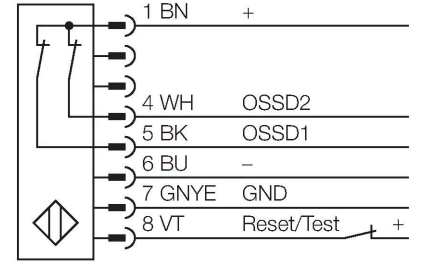 1 BN +
4 WH OSSD2
5 BK OSSD1
6 BU –
7 GNYE GND
8 VT Reset/Test +